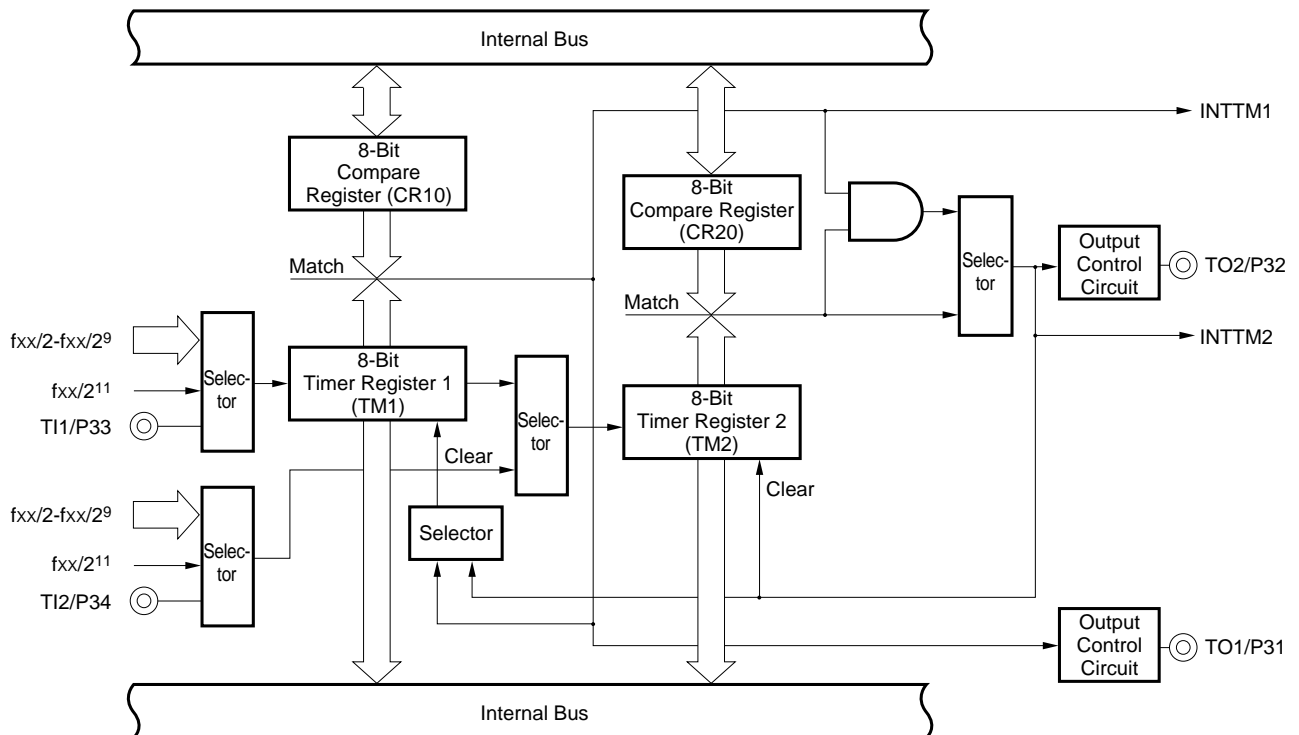 Internal Bus
INTTM1
8-Bit
Compare
Register (CR10)
8-Bit
Compare Register
(CR20)
Selec-
tor
Output
Control
Circuit
TO2/P32
Match
Match
INTTM2
fXX/2-fXX/2⁹
fXX/2¹¹
TI1/P33
Selec-
tor
8-Bit
Timer Register 1
(TM1)
Selec-
tor
8-Bit
Timer Register 2
(TM2)
Clear
Clear
fXX/2-fXX/2⁹
fXX/2¹¹
TI2/P34
Selec-
tor
Selector
Output
Control
Circuit
TO1/P31
Internal Bus